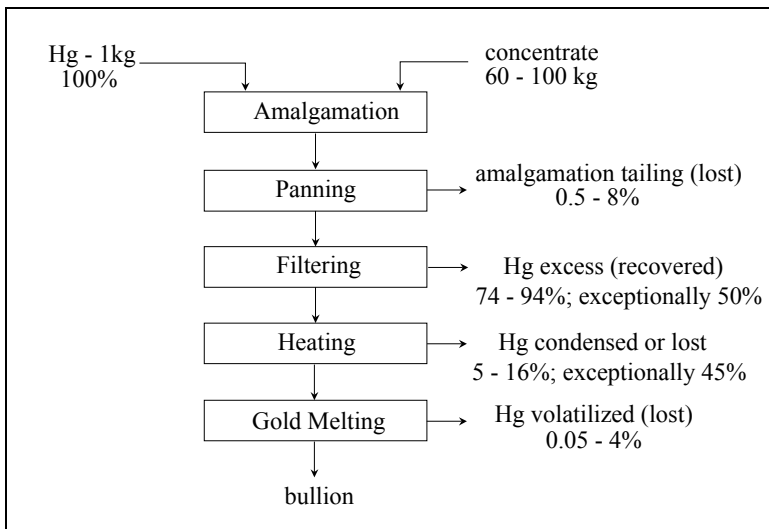 Hg - 1kg
100%
concentrate
60 - 100 kg
Amalgamation
Panning
amalgamation tailing (lost)
0.5 - 8%
Filtering
Hg excess (recovered)
74 - 94%; exceptionally 50%
Heating
Hg condensed or lost
5 - 16%; exceptionally 45%
Gold Melting
Hg volatilized (lost)
0.05 - 4%
bullion